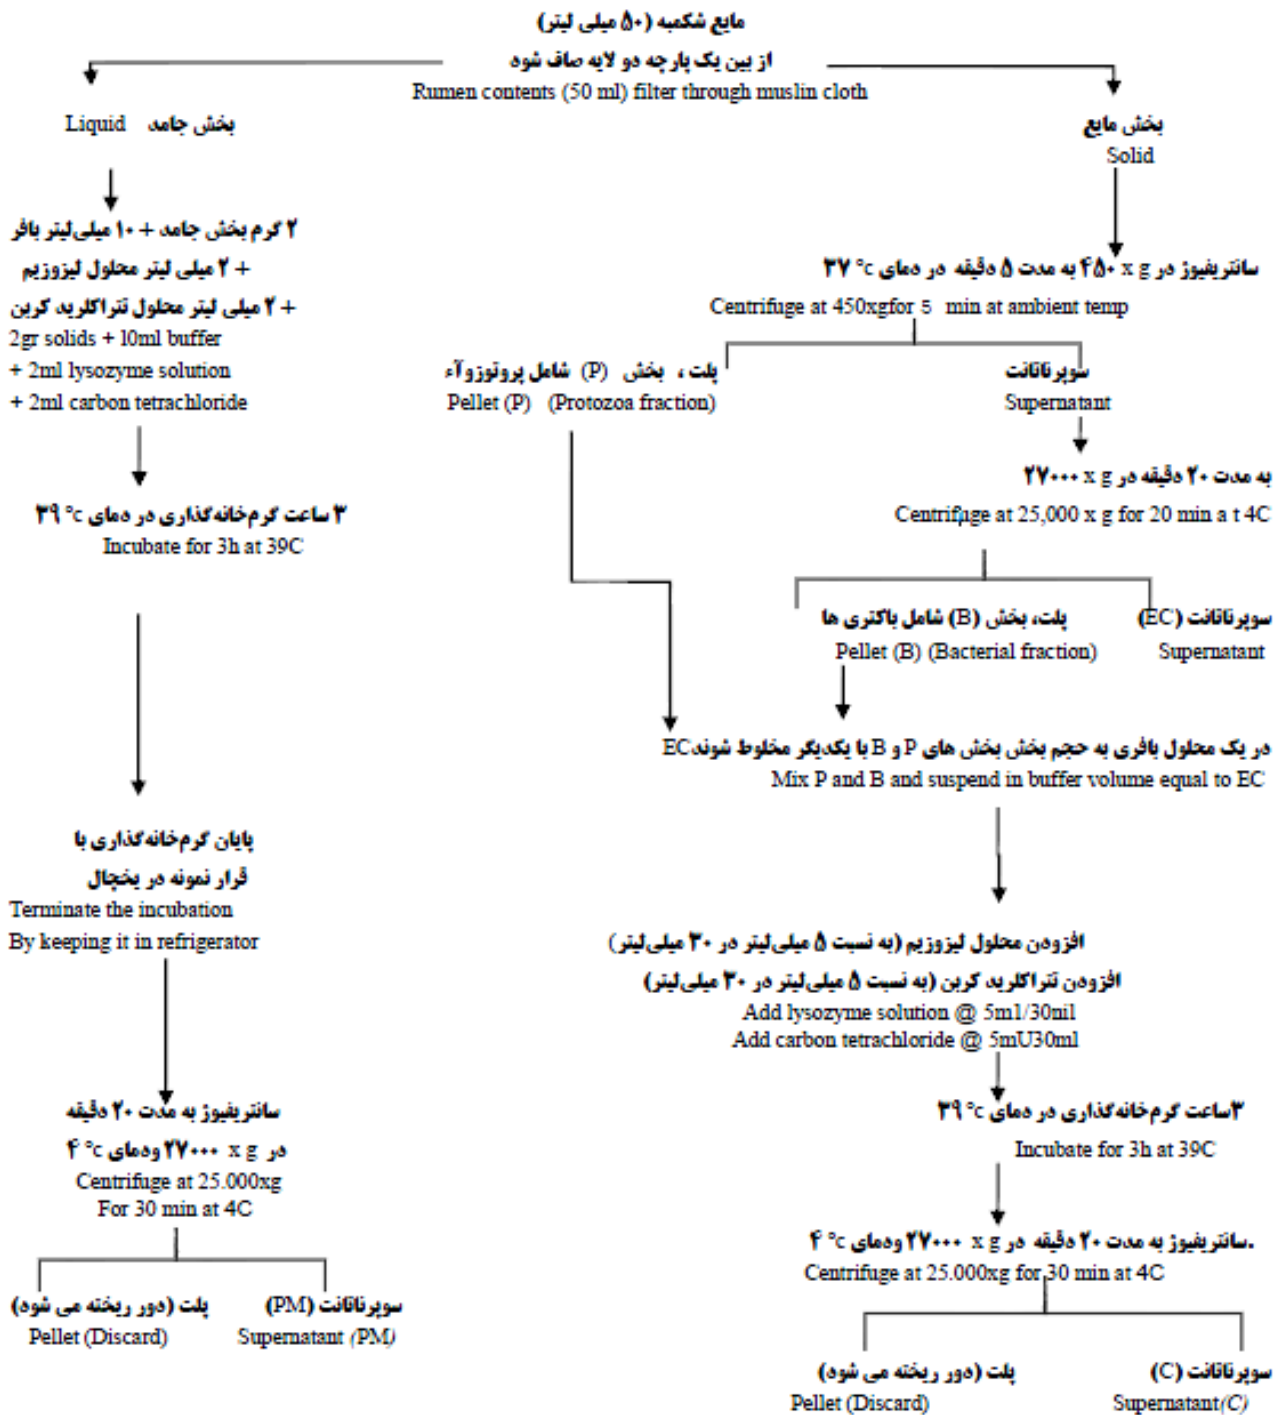 مایع شکمبه (۵۰ میلی لیتر)
از بین یک پارچه دو لایه صاف شود
Rumen contents (50 ml) filter through muslin cloth
Liquid بخش جامد
۲ گرم بخش جامد + ۱۰ میلی‌لیتر بافر
+ ۲ میلی لیتر محلول لیزوزیم
+ ۲ میلی لیتر محلول تتراکلرید کربن
2gr solids + l0ml buffer
+ 2ml lysozyme solution
+ 2ml carbon tetrachloride
۳ ساعت گرم‌خانه‌گذاری در دمای ۳۹ °c
Incubate for 3h at 39C
پایان گرم‌خانه‌گذاری با
قرار نمونه در یخچال
Terminate the incubation
By keeping it in refrigerator
سانتریفیوژ به مدت ۲۰ دقیقه
در ۲۷۰۰۰ x g ودمای ۴ °c
Centrifuge at 25.000xg
For 30 min at 4C
پلت (دور ریخته می شود)
Pellet (Discard)
سوپرناتانت (PM)
Supernatant (PM)
بخش مایع
Solid
سانتریفیوژ در ۴۵۰ x g به مدت ۵ دقیقه در دمای ۳۷ °c
Centrifuge at 450xgfor 5 min at ambient temp
پلت ، بخش (P) شامل پروتوزوآء
Pellet (P) (Protozoa fraction)
سوپرناتانت
Supernatant
به مدت ۲۰ دقیقه در ۲۷۰۰۰ x g
Centrifuge at 25,000 x g for 20 min a t 4C
پلت، بخش (B) شامل باکتری ها
Pellet (B) (Bacterial fraction)
سوپرناتانت (EC)
Supernatant
در یک محلول بافری به حجم بخش بخش های P و B با یکدیگر مخلوط شوندEC
Mix P and B and suspend in buffer volume equal to EC
افزودن محلول لیزوزیم (به نسبت ۵ میلی‌لیتر در ۳۰ میلی‌لیتر)
افزودن تتراکلرید کربن (به نسبت ۵ میلی‌لیتر در ۳۰ میلی‌لیتر)
Add lysozyme solution @ 5m1/30nil
Add carbon tetrachloride @ 5mU30ml
۳ساعت گرم‌خانه‌گذاری در دمای ۳۹ °c
Incubate for 3h at 39C
سانتریفیوژ به مدت ۲۰ دقیقه در ۲۷۰۰۰ x g ودمای ۴ °c.
Centrifuge at 25.000xg for 30 min at 4C
پلت (دور ریخته می شود)
Pellet (Discard)
سوپرناتانت (C)
Supernatant(C)